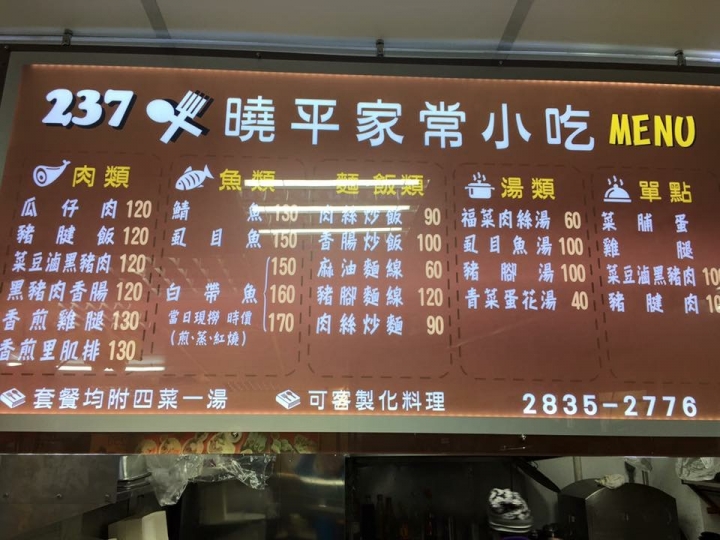 237 曉平家常小吃 MENU
肉類
瓜仔肉 120
豬腱飯 120
菜豆滷黑豬肉 120
黑豬肉香腸 120
香煎雞腿 130
香煎里肌排 130
魚類
鯖魚 130
虱目魚 150
白帶魚 150 160 170
當日現撈 時價
(煎、蒸、紅燒)
麵飯類
肉絲炒飯 90
香腸炒飯 100
麻油麵線 60
豬腳麵線 120
肉絲炒麵 90
湯類
福菜肉絲湯 60
虱目魚湯 100
豬腳湯 100
青菜蛋花湯 40
單點
菜脯蛋
雞腿
菜豆滷黑豬肉
豬腱肉
套餐均附四菜一湯
可客製化料理
2835-2776